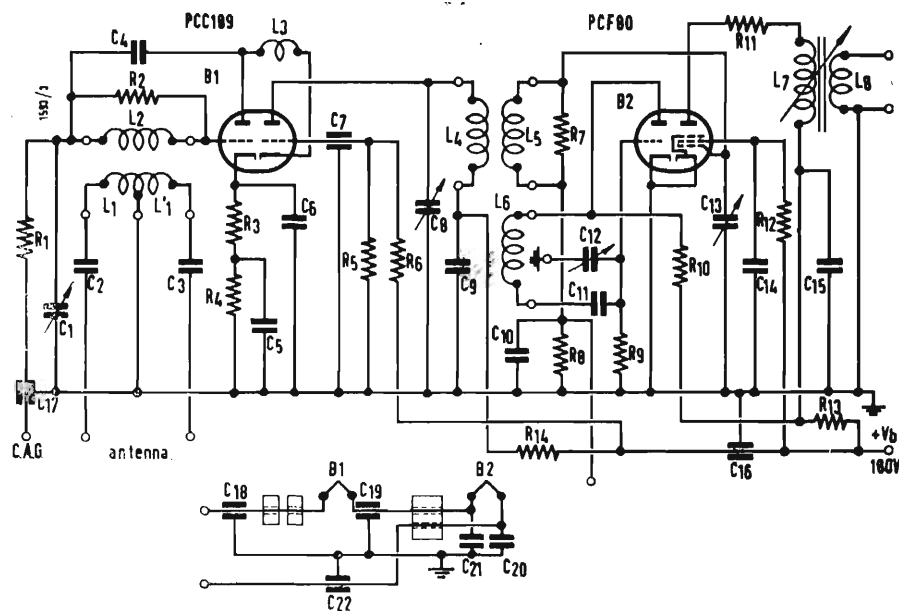 PCC189
PCF80
C4
L3
R2
B1
1593/3
L2
C7
R11
L7
L8
B2
L4
L5
R7
L1
L'1
R1
C2
C3
C1
R3
C6
R4
C5
R5
R6
C8
C9
L6
C12
C11
C10
R8
R9
R10
C13
R12
C14
C15
C17
C.A.G.
antenna
R14
C16
R13
+Vb
180V
C18
B1
C19
B2
C21
C20
C22